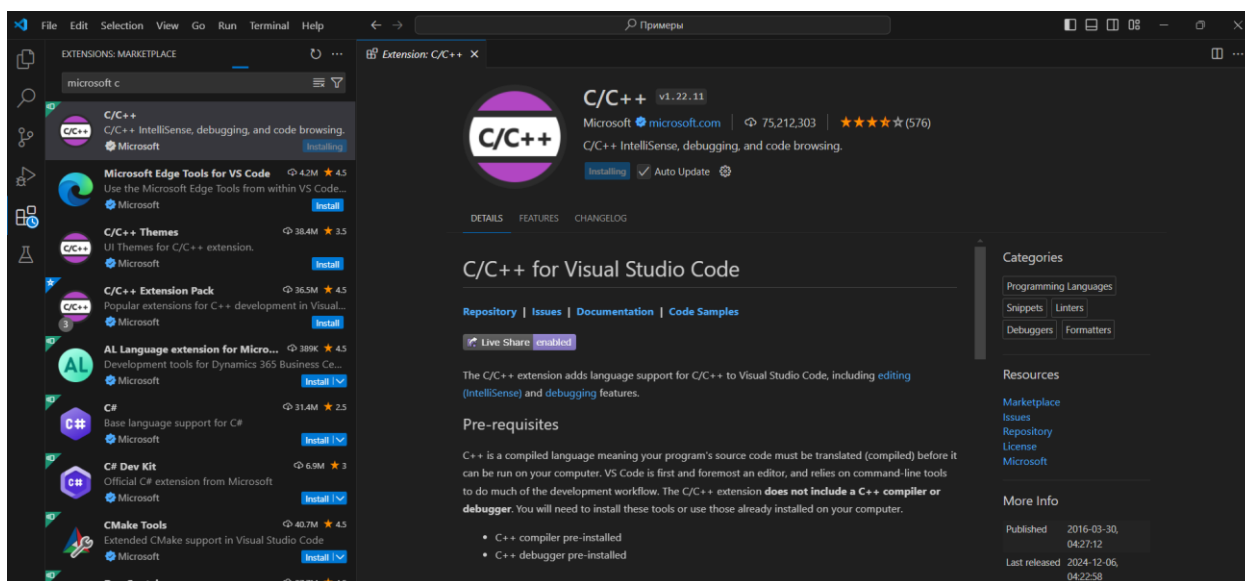 File Edit Selection View Go Run Terminal Help
Примеры
EXTENSIONS: MARKETPLACE
microsoft c
C/C++
C/C++ IntelliSense, debugging, and code browsing.
Microsoft Installing
Microsoft Edge Tools for VS Code 4.2M 4.5
Use the Microsoft Edge Tools from within VS Code...
Microsoft Install
C/C++ Themes 38.4M 3.5
UI Themes for C/C++ extension.
Microsoft Install
C/C++ Extension Pack 36.5M 4.5
Popular extensions for C++ development in Visual...
3 Microsoft Install
AL Language extension for Micro... 389K 4.5
Development tools for Dynamics 365 Business Ce...
Microsoft Install
C# 31.4M 2.5
Base language support for C#
Microsoft Install
C# Dev Kit 6.9M 3
Official C# extension from Microsoft
Microsoft Install
CMake Tools 40.7M 4.5
Extended CMake support in Visual Studio Code
Microsoft Install
Extension: C/C++
C/C++
C/C++ v1.22.11
Microsoft microsoft.com 75,212,303 (576)
C/C++ IntelliSense, debugging, and code browsing.
Installing Auto Update
DETAILS FEATURES CHANGELOG
C/C++ for Visual Studio Code
Repository | Issues | Documentation | Code Samples
Live Share enabled
The C/C++ extension adds language support for C/C++ to Visual Studio Code, including editing
(IntelliSense) and debugging features.
Pre-requisites
C++ is a compiled language meaning your program's source code must be translated (compiled) before it
can be run on your computer. VS Code is first and foremost an editor, and relies on command-line tools
to do much of the development workflow. The C/C++ extension does not include a C++ compiler or
debugger. You will need to install these tools or use those already installed on your computer.
• C++ compiler pre-installed
• C++ debugger pre-installed
Categories
Programming Languages
Snippets Linters
Debuggers Formatters
Resources
Marketplace
Issues
Repository
License
Microsoft
More Info
Published 2016-03-30,
04:27:12
Last released 2024-12-06,
04:22:58